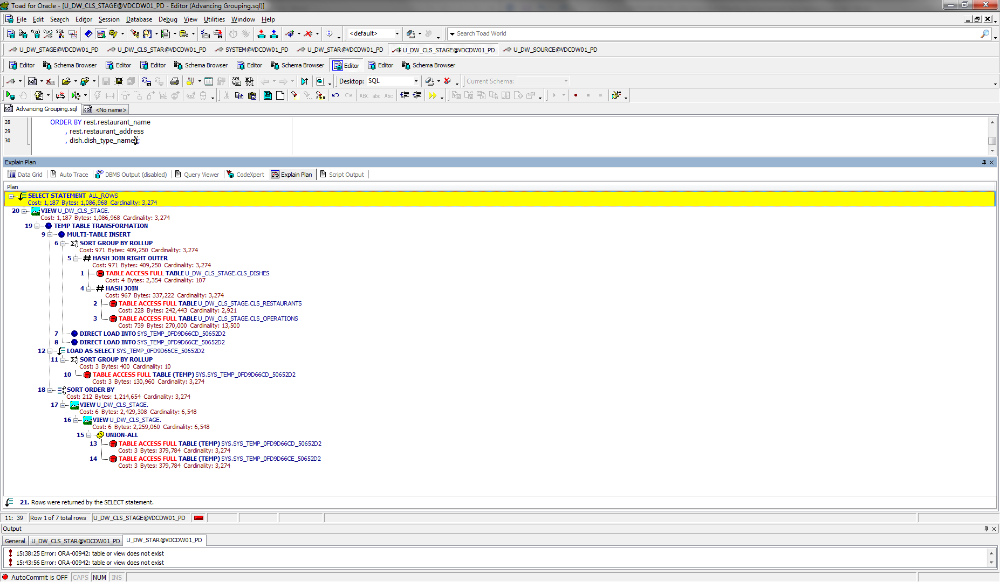 Toad for Oracle - [U_DW_CLS_STAGE@VDCDW01_PD - Editor (Advancing Grouping.sql)]
File Edit Search Editor Session Database Debug View Utilities Window Help
<default> Search Toad World
U_DW_STAGE@VDCDW01_PD U_DW_CLS_STAR@VDCDW01_PD SYSTEM@VDCDW01_PD U_DW_STAR@VDCDW01_PD U_DW_CLS_STAGE@VDCDW01_PD U_DW_SOURCE@VDCDW01_PD
Editor Schema Browser Editor Editor Schema Browser Editor Schema Browser Editor Editor Schema Browser
Desktop: SQL Current Schema:
ABC abc Abc
Advancing Grouping.sql <No name>
28 ORDER BY rest.restaurant_name
29 , rest.restaurant_address
30 , dish.dish_type_name);
Explain Plan
Data Grid Auto Trace DBMS Output (disabled) Query Viewer CodeXpert Explain Plan Script Output
Plan
SELECT STATEMENT ALL_ROWS
Cost: 1,187 Bytes: 1,086,968 Cardinality: 3,274
20 VIEW U_DW_CLS_STAGE.
Cost: 1,187 Bytes: 1,086,968 Cardinality: 3,274
19 TEMP TABLE TRANSFORMATION
9 MULTI-TABLE INSERT
6 SORT GROUP BY ROLLUP
Cost: 971 Bytes: 409,250 Cardinality: 3,274
5 HASH JOIN RIGHT OUTER
Cost: 971 Bytes: 409,250 Cardinality: 3,274
1 TABLE ACCESS FULL TABLE U_DW_CLS_STAGE.CLS_DISHES
Cost: 4 Bytes: 2,354 Cardinality: 107
4 HASH JOIN
Cost: 967 Bytes: 337,222 Cardinality: 3,274
2 TABLE ACCESS FULL TABLE U_DW_CLS_STAGE.CLS_RESTAURANTS
Cost: 228 Bytes: 242,443 Cardinality: 2,921
3 TABLE ACCESS FULL TABLE U_DW_CLS_STAGE.CLS_OPERATIONS
Cost: 739 Bytes: 270,000 Cardinality: 13,500
7 DIRECT LOAD INTO SYS_TEMP_0FD9D66CD_50652D2
8 DIRECT LOAD INTO SYS_TEMP_0FD9D66CE_50652D2
12 LOAD AS SELECT SYS_TEMP_0FD9D66CE_50652D2
11 SORT GROUP BY ROLLUP
Cost: 3 Bytes: 400 Cardinality: 10
10 TABLE ACCESS FULL TABLE (TEMP) SYS.SYS_TEMP_0FD9D66CD_50652D2
Cost: 3 Bytes: 130,960 Cardinality: 3,274
18 SORT ORDER BY
Cost: 212 Bytes: 1,214,654 Cardinality: 3,274
17 VIEW U_DW_CLS_STAGE.
Cost: 6 Bytes: 2,429,308 Cardinality: 6,548
16 VIEW U_DW_CLS_STAGE.
Cost: 6 Bytes: 2,259,060 Cardinality: 6,548
15 UNION-ALL
13 TABLE ACCESS FULL TABLE (TEMP) SYS.SYS_TEMP_0FD9D66CD_50652D2
Cost: 3 Bytes: 379,784 Cardinality: 3,274
14 TABLE ACCESS FULL TABLE (TEMP) SYS.SYS_TEMP_0FD9D66CE_50652D2
Cost: 3 Bytes: 379,784 Cardinality: 3,274
21. Rows were returned by the SELECT statement.
11: 39 Row 1 of 7 total rows U_DW_CLS_STAGE@VDCDW01_PD
Output
General U_DW_CLS_STAR@VDCDW01_PD U_DW_STAR@VDCDW01_PD
15:38:25 Error: ORA-00942: table or view does not exist
15:43:56 Error: ORA-00942: table or view does not exist
AutoCommit is OFF CAPS NUM INS